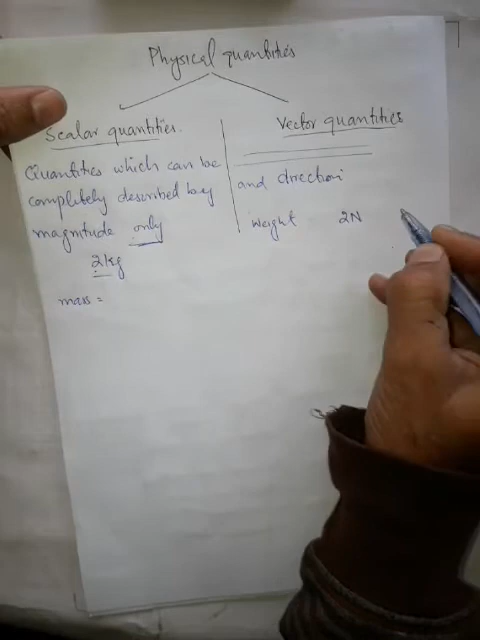 Physical quantities
Scalar quantities.
Quantities which can be
completely described by
magnitude only
2kg
mass =
Vector quantities
and direction
Weight 2N